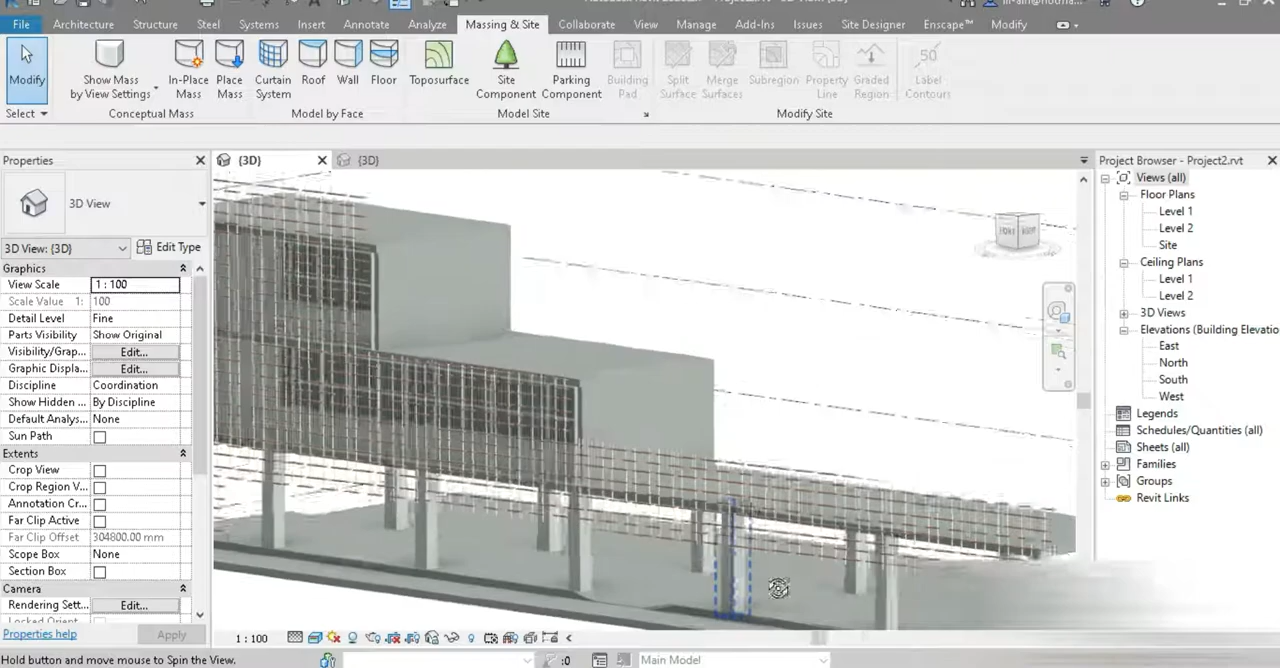 File Architecture Structure Steel Systems Insert Annotate Analyze Massing & Site Collaborate View Manage Add-Ins Issues Site Designer Enscape™ Modify
Modify
Show Mass
by View Settings
In-Place
Mass
Place
Mass
Curtain
System
Roof
Wall
Floor
Toposurface
Site
Component
Parking
Component
Building
Pad
Split
Surface
Merge
Surfaces
Subregion
Property
Line
Graded
Region
50
Label
Contours
Select
Conceptual Mass
Model by Face
Model Site
Modify Site
Properties
{3D}
{3D}
Project Browser - Project2.rvt
3D View
3D View: {3D}
Edit Type
Graphics
View Scale 1 : 100
Scale Value 1: 100
Detail Level Fine
Parts Visibility Show Original
Visibility/Grap... Edit...
Graphic Displa... Edit...
Discipline Coordination
Show Hidden ... By Discipline
Default Analys... None
Sun Path
Extents
Crop View
Crop Region V...
Annotation Cr...
Far Clip Active
Far Clip Offset 304800.00 mm
Scope Box None
Section Box
Camera
Rendering Sett... Edit...
Properties help
Apply
Views (all)
Floor Plans
Level 1
Level 2
Site
Ceiling Plans
Level 1
Level 2
3D Views
Elevations (Building Elevatio
East
North
South
West
Legends
Schedules/Quantities (all)
Sheets (all)
Families
Groups
Revit Links
1 : 100
Hold button and move mouse to Spin the View.
:0
Main Model